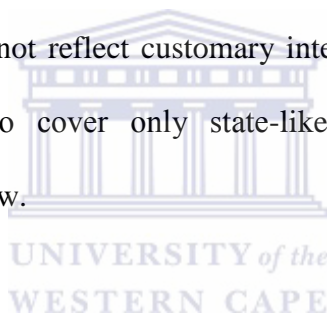 not reflect customary inte
o cover only state-like
w.
UNIVERSITY of the
WESTERN CAPE